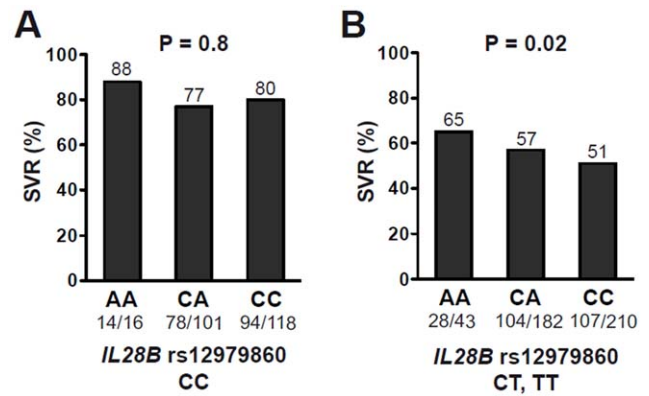 A
P = 0.8
SVR (%)
100
80
60
40
20
0
88
77
80
AA
CA
CC
14/16
78/101
94/118
IL28B rs12979860
CC
B
P = 0.02
SVR (%)
100
80
60
40
20
0
65
57
51
AA
CA
CC
28/43
104/182
107/210
IL28B rs12979860
CT, TT